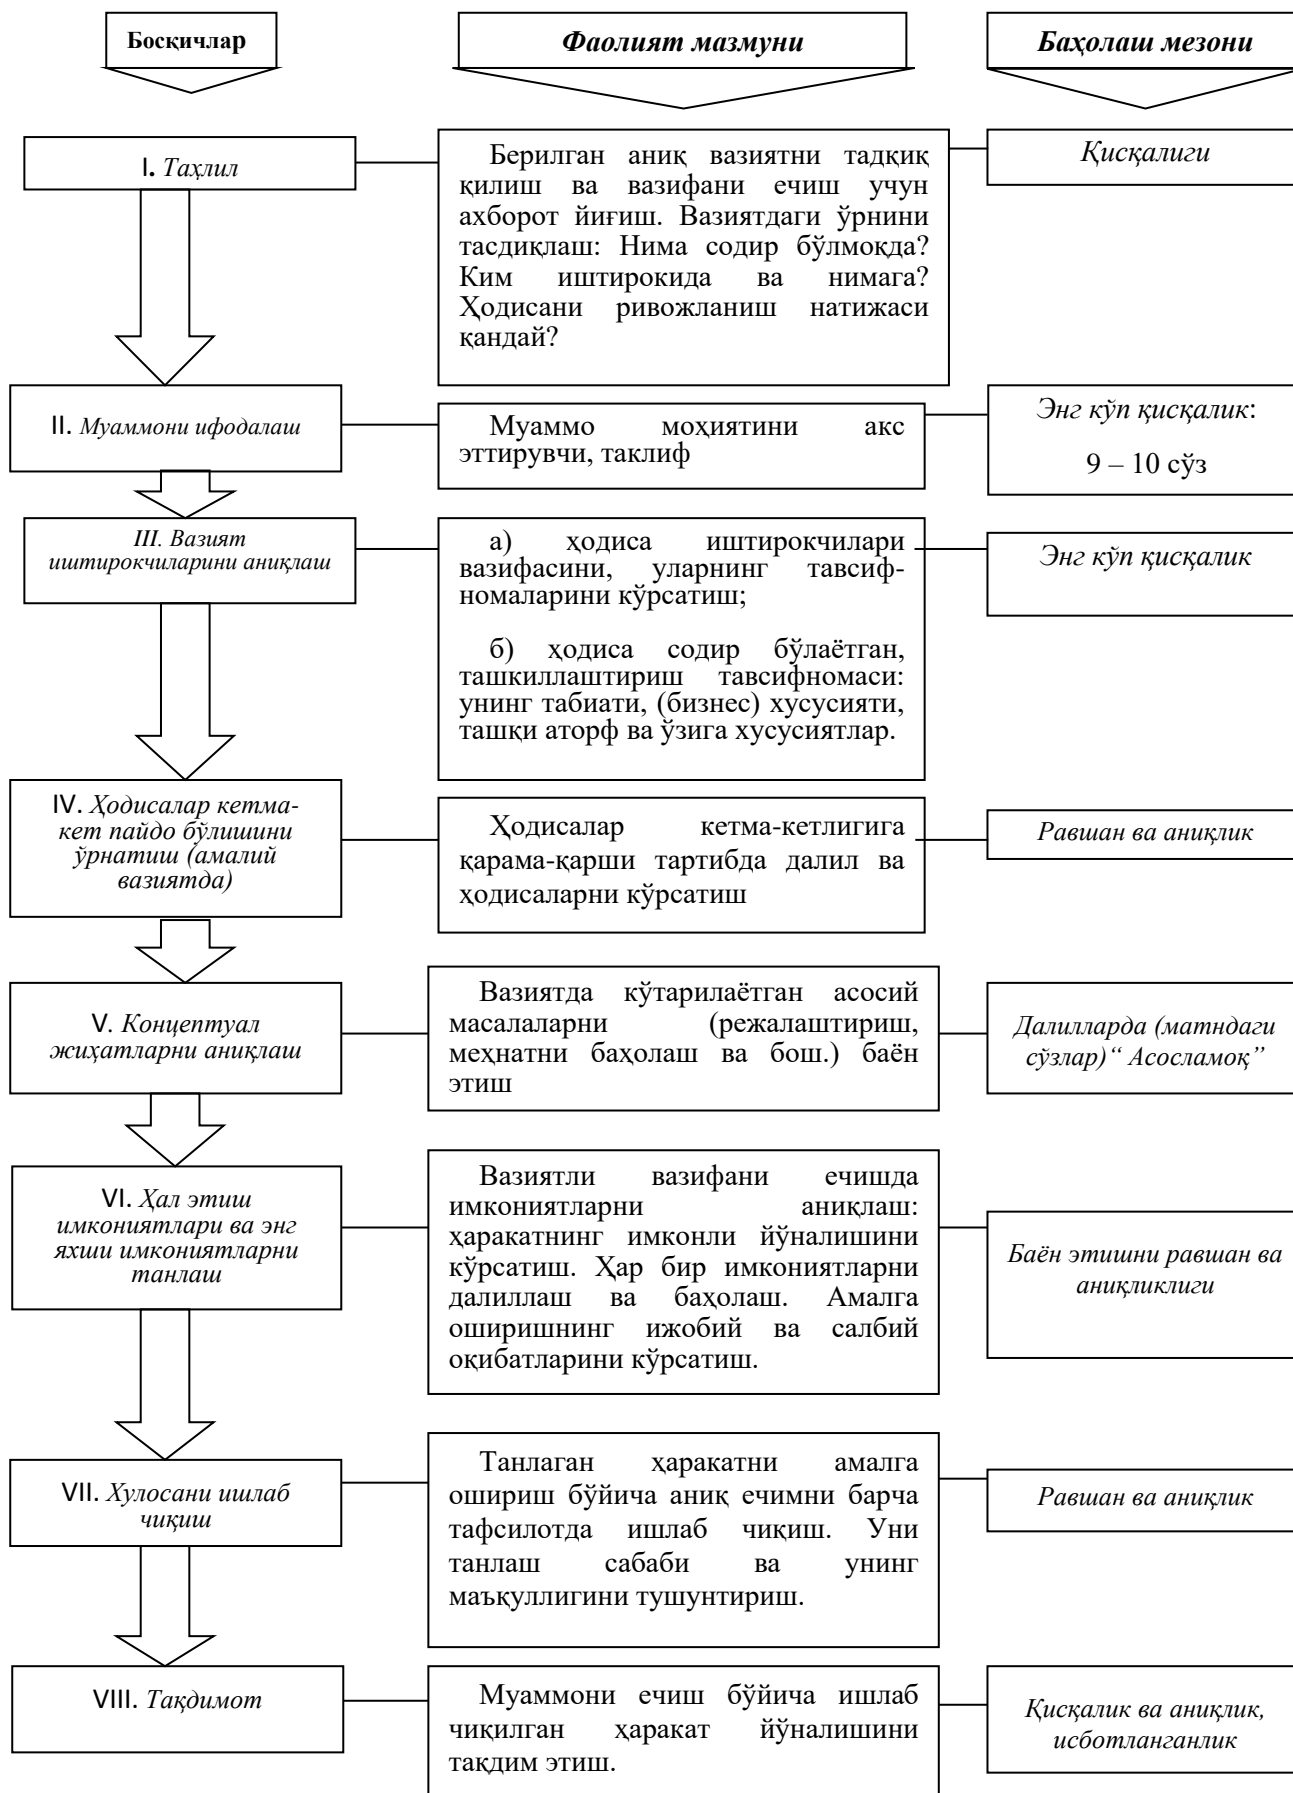 Босқичлар
Фаолият мазмуни
Баҳолаш мезони
I. Таҳлил
Берилган аниқ вазиятни тадқиқ
қилиш ва вазифани ечиш учун
ахборот йиғиш. Вазиятдаги ўрнини
тасдиқлаш: Нима содир бўлмоқда?
Ким иштирокида ва нимага?
Ҳодисани ривожланиш натижаси
қандай?
Қисқалиги
II. Муаммони ифодалаш
Муаммо моҳиятини акс
эттирувчи, таклиф
Энг кўп қисқалик:
9 – 10 сўз
III. Вазият
иштирокчиларини аниқлаш
а) ҳодиса иштирокчилари
вазифасини, уларнинг тавсиф-
номаларини кўрсатиш;
б) ҳодиса содир бўлаётган,
ташкиллаштириш тавсифномаси:
унинг табиати, (бизнес) хусусияти,
ташқи аторф ва ўзига хусусиятлар.
Энг кўп қисқалик
IV. Ҳодисалар кетма-
кет пайдо бўлишини
ўрнатиш (амалий
вазиятда)
Ҳодисалар кетма-кетлигига
қарама-қарши тартибда далил ва
ҳодисаларни кўрсатиш
Равшан ва аниқлик
V. Концептуал
жиҳатларни аниқлаш
Вазиятда кўтарилаётган асосий
масалаларни (режалаштириш,
меҳнатни баҳолаш ва бош.) баён
этиш
Далилларда (матндаги
сўзлар)“ Асосламоқ”
VI. Ҳал этиш
имкониятлари ва энг
яхши имкониятларни
танлаш
Вазиятли вазифани ечишда
имкониятларни аниқлаш:
ҳаракатнинг имконли йўналишини
кўрсатиш. Ҳар бир имкониятларни
далиллаш ва баҳолаш. Амалга
оширишнинг ижобий ва салбий
оқибатларини кўрсатиш.
Баён этишни равшан ва
аниқликлиги
VII. Хулосани ишлаб
чиқиш
Танлаган ҳаракатни амалга
ошириш бўйича аниқ ечимни барча
тафсилотда ишлаб чиқиш. Уни
танлаш сабаби ва унинг
маъқуллигини тушунтириш.
Равшан ва аниқлик
VIII. Тақдимот
Муаммони ечиш бўйича ишлаб
чиқилган ҳаракат йўналишини
тақдим этиш.
Қисқалик ва аниқлик,
исботланганлик